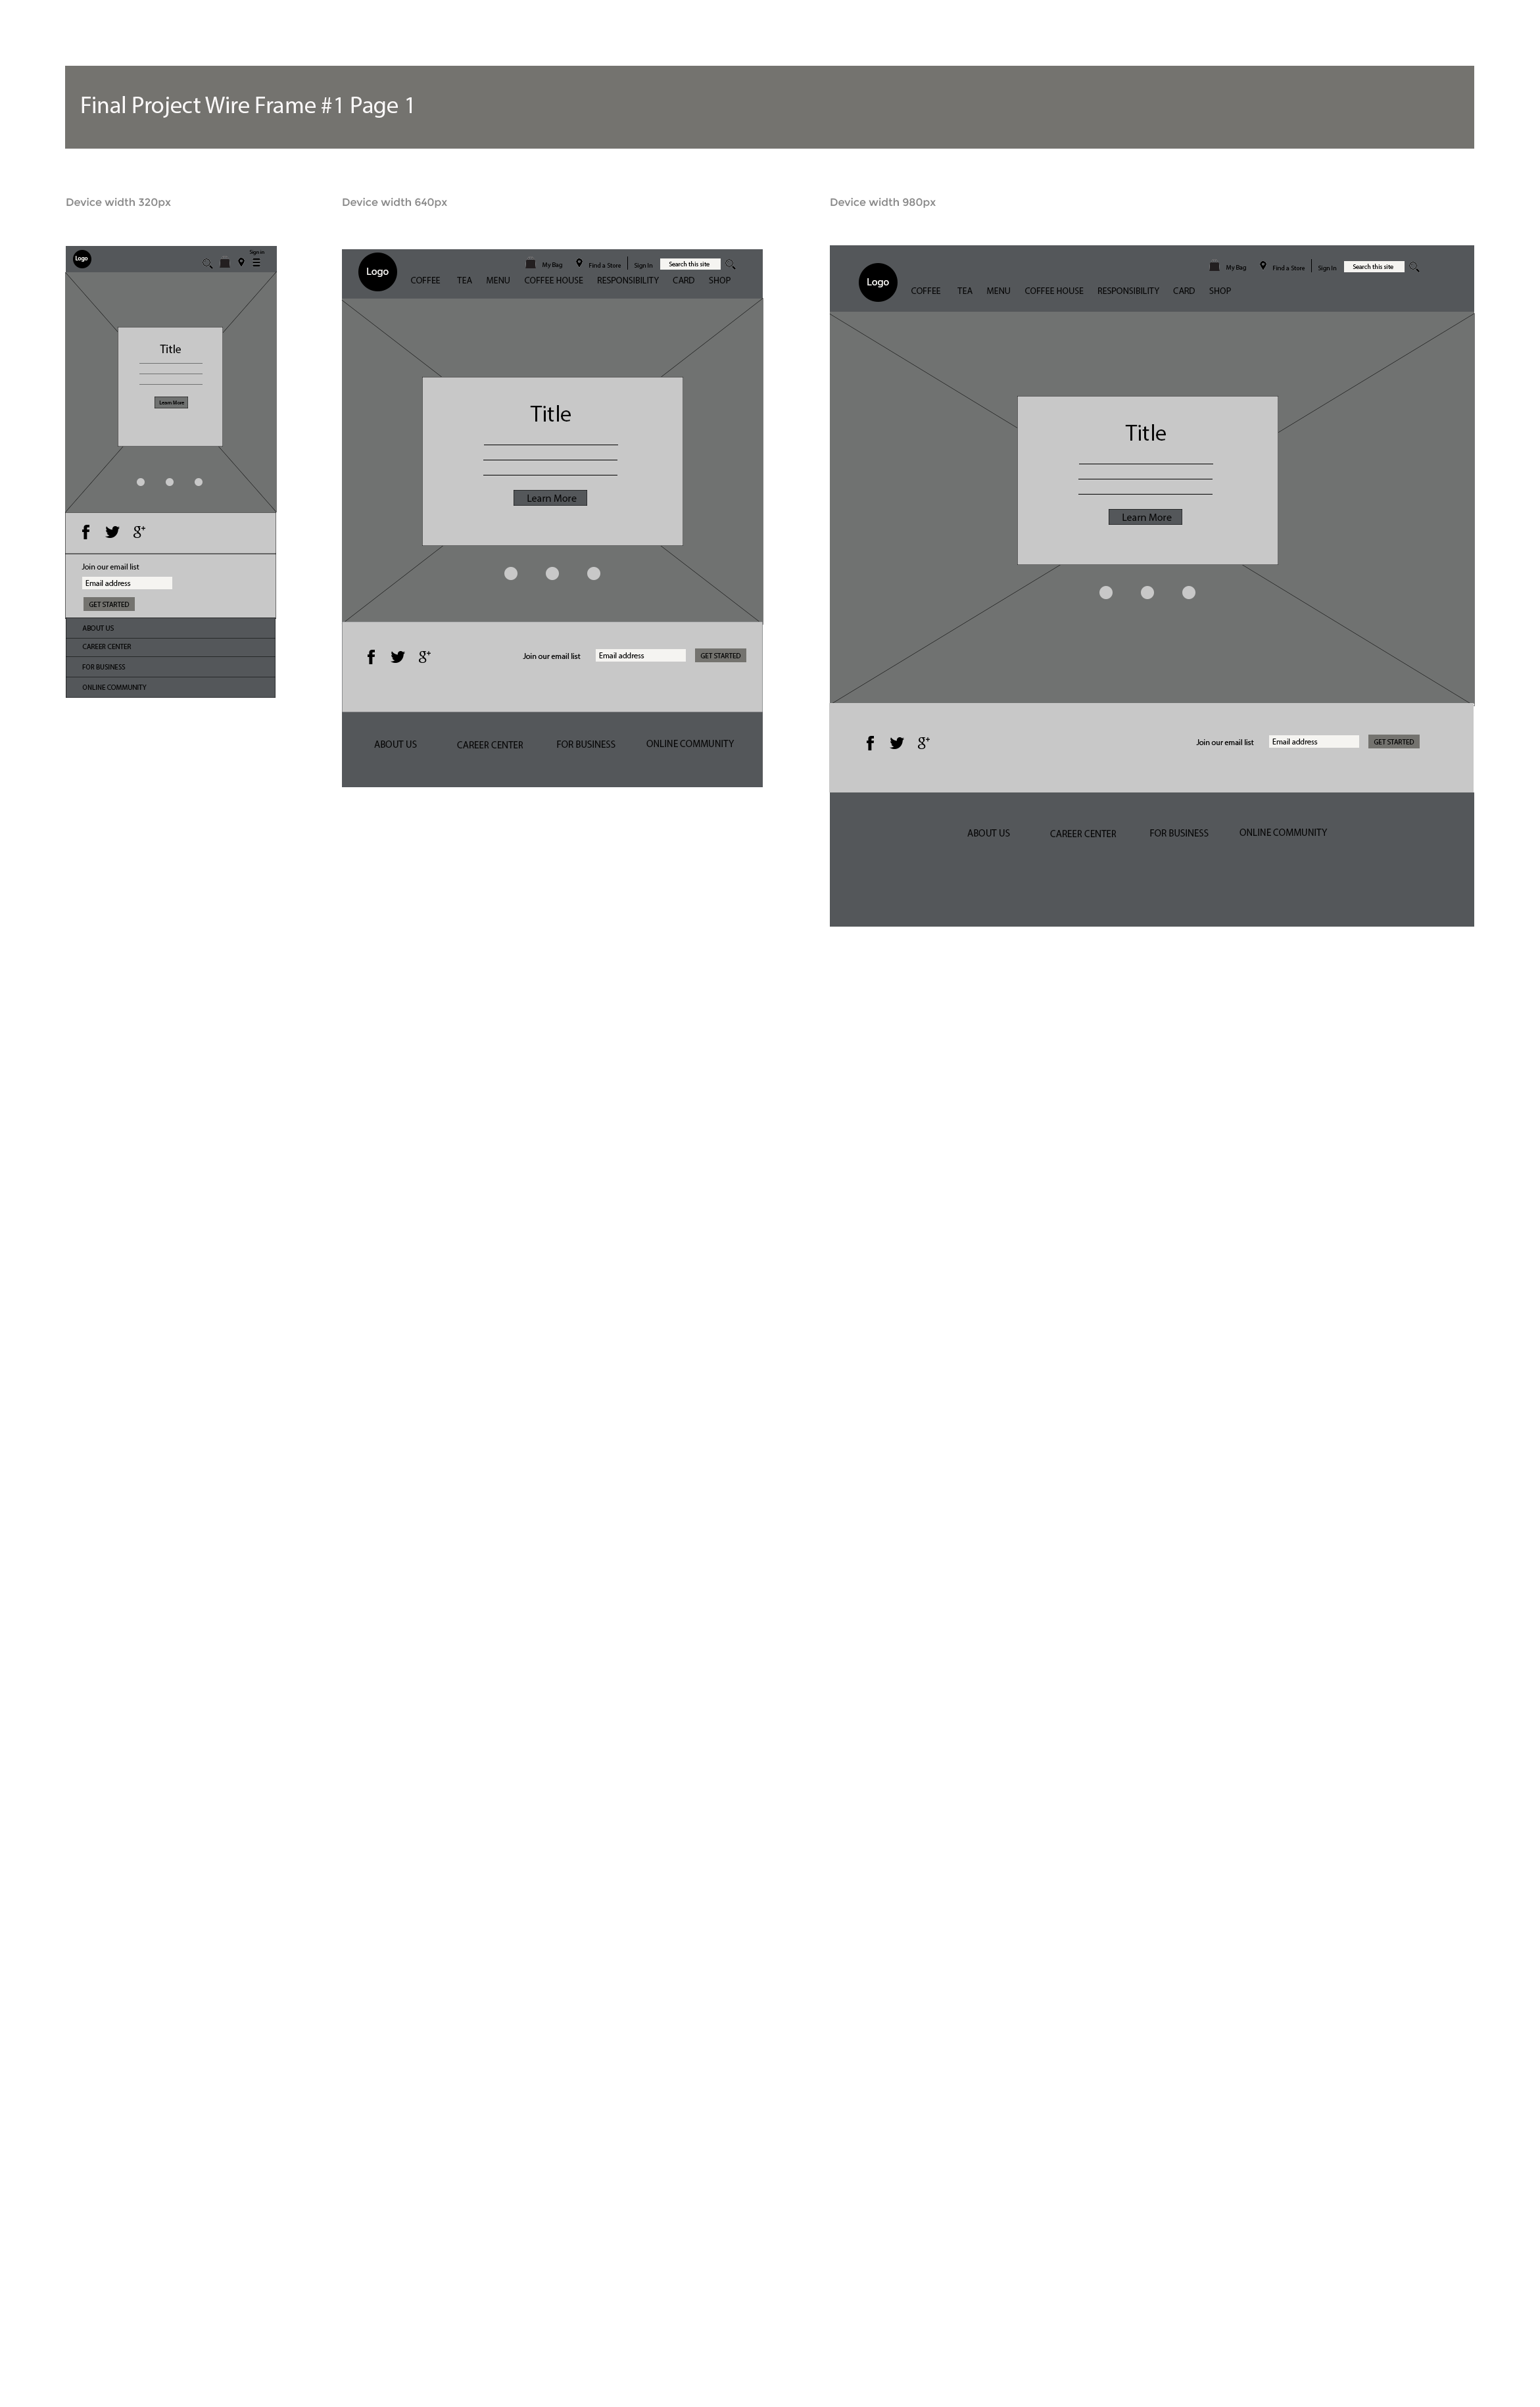 Final Project Wire Frame #1 Page 1
Device width 320px
Device width 640px
Device width 980px
Logo
Sign in
Title
Learn More
g+
Join our email list
Email address
GET STARTED
ABOUT US
CAREER CENTER
FOR BUSINESS
ONLINE COMMUNITY
Logo
My Bag Find a Store Sign In Search this site
COFFEE TEA MENU COFFEE HOUSE RESPONSIBILITY CARD SHOP
Title
Learn More
g+ Join our email list Email address GET STARTED
ABOUT US CAREER CENTER FOR BUSINESS ONLINE COMMUNITY
Logo
My Bag Find a Store Sign In Search this site
COFFEE TEA MENU COFFEE HOUSE RESPONSIBILITY CARD SHOP
Title
Learn More
g+ Join our email list Email address GET STARTED
ABOUT US CAREER CENTER FOR BUSINESS ONLINE COMMUNITY